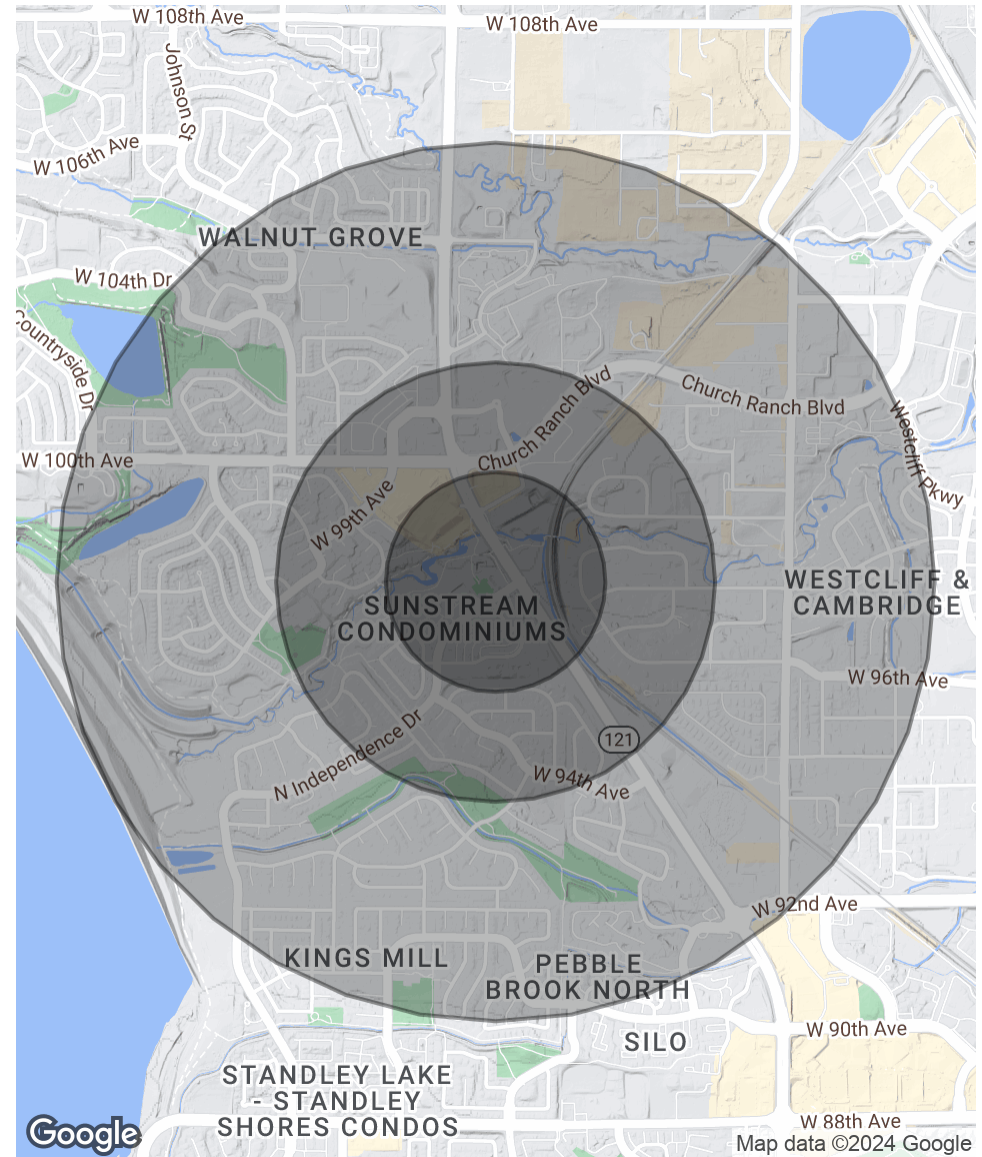 W 108th Ave
W 108th Ave
Johnson St
W 106th Ave
WALNUT GROVE
W 104th Dr
Countryside Dr
Church Ranch Blvd
Church Ranch Blvd
Westcliff Pkwy
W 100th Ave
W 99th Ave
WESTCLIFF &
CAMBRIDGE
SUNSTREAM
CONDOMINIUMS
W 96th Ave
N Independence Dr
121
W 94th Ave
W 92nd Ave
KINGS MILL
PEBBLE
BROOK NORTH
W 90th Ave
SILO
STANDLEY LAKE
- STANDLEY
SHORES CONDOS
W 88th Ave
Google
Map data ©2024 Google